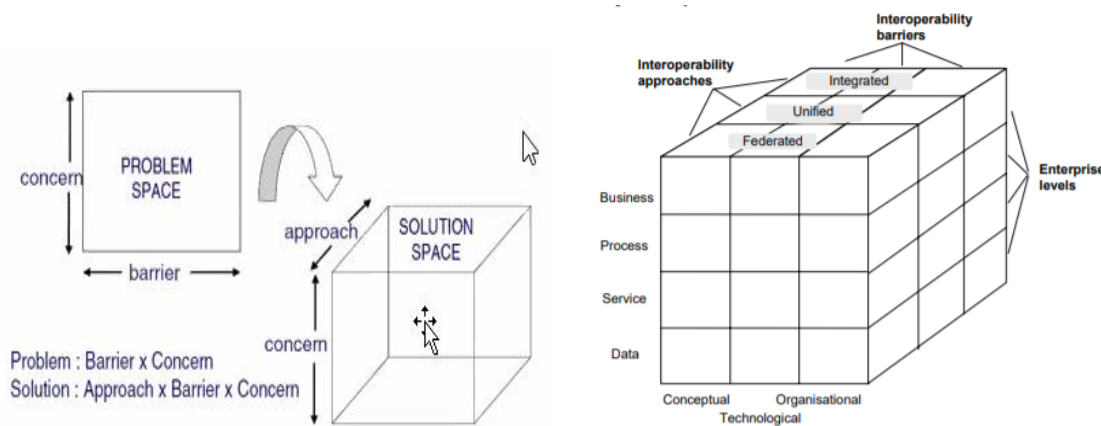 PROBLEM
SPACE
concern
barrier
approach
SOLUTION
SPACE
concern
Problem : Barrier x Concern
Solution : Approach x Barrier x Concern
Interoperability
barriers
Interoperability
approaches
Integrated
Unified
Federated
Enterprise
levels
Business
Process
Service
Data
Conceptual
Organisational
Technological